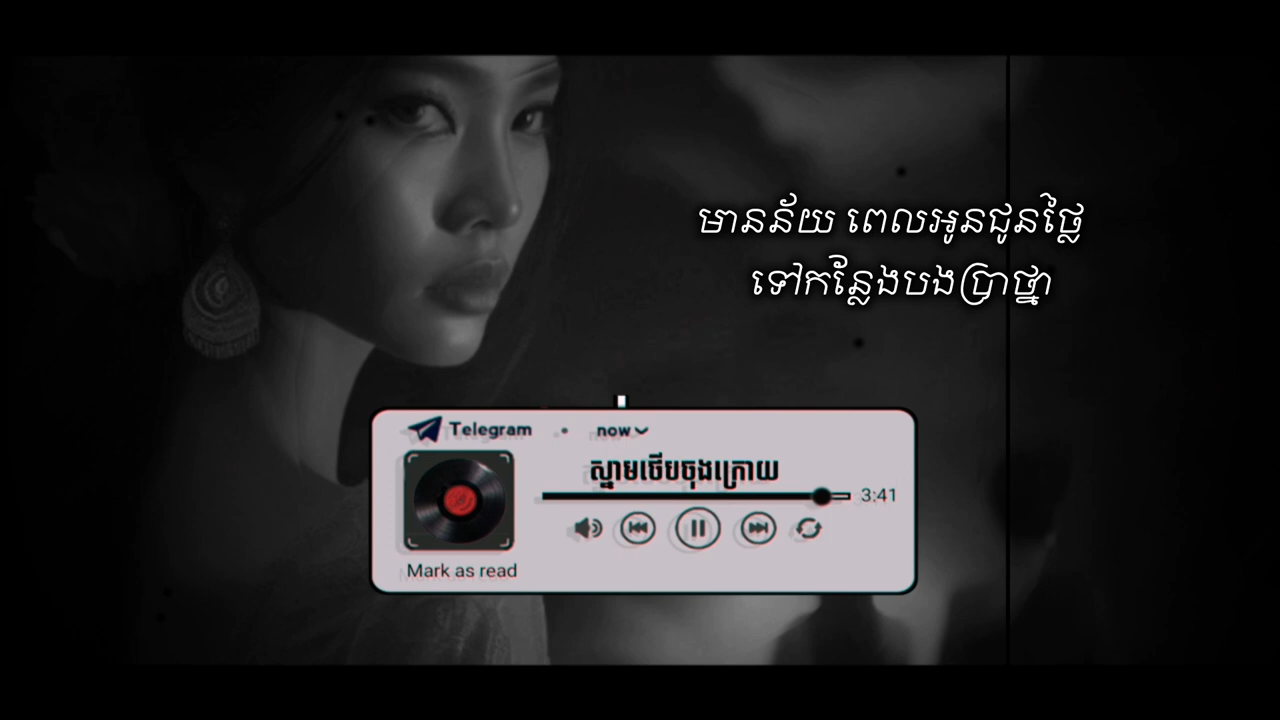 មានន័យ ពេលអូនជូនថ្លៃ
ទៅកន្លែងបងប្រាថ្នា
Telegram • now
ស្នាមថើបចុងក្រោយ
3:41
Mark as read